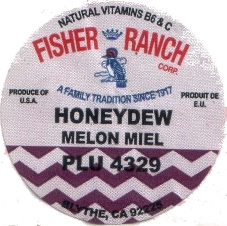 NATURAL VITAMINS B6 & C
FISHER RANCH
CORP.
A FAMILY TRADITION SINCE 1917
PRODUCE OF
U.S.A.
PRODUIT DE
E.U.
HONEYDEW
MELON MIEL
PLU 4329
BLYTHE, CA 92225